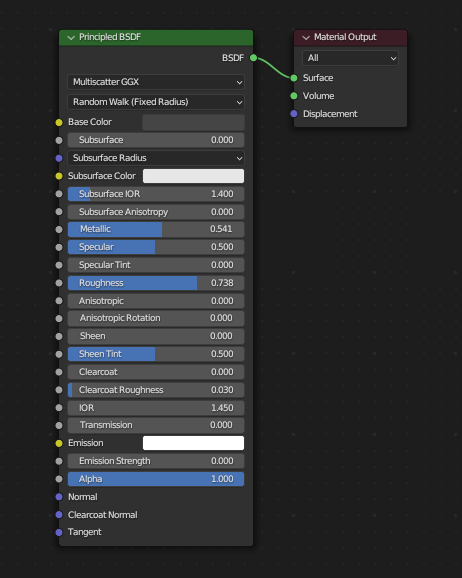 Principled BSDF
BSDF
Multiscatter GGX
Random Walk (Fixed Radius)
Base Color
Subsurface 0.000
Subsurface Radius
Subsurface Color
Subsurface IOR 1.400
Subsurface Anisotropy 0.000
Metallic 0.541
Specular 0.500
Specular Tint 0.000
Roughness 0.738
Anisotropic 0.000
Anisotropic Rotation 0.000
Sheen 0.000
Sheen Tint 0.500
Clearcoat 0.000
Clearcoat Roughness 0.030
IOR 1.450
Transmission 0.000
Emission
Emission Strength 0.000
Alpha 1.000
Normal
Clearcoat Normal
Tangent
Material Output
All
Surface
Volume
Displacement